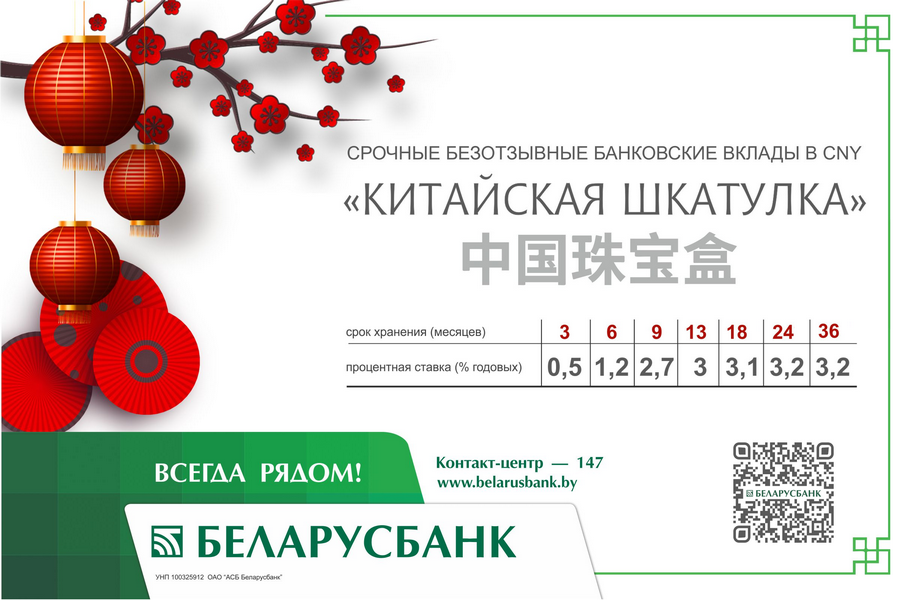 СРОЧНЫЕ БЕЗОТЗЫВНЫЕ БАНКОВСКИЕ ВКЛАДЫ В CNY
«КИТАЙСКАЯ ШКАТУЛКА»
中国珠宝盒
срок хранения (месяцев) 3 6 9 13 18 24 36
процентная ставка (% годовых) 0,5 1,2 2,7 3 3,1 3,2 3,2
ВСЕГДА РЯДОМ!
Контакт-центр — 147
www.belarusbank.by
БЕЛАРУСБАНК
БЕЛАРУСБАНК
УНП 100325912 ОАО "АСБ Беларусбанк"